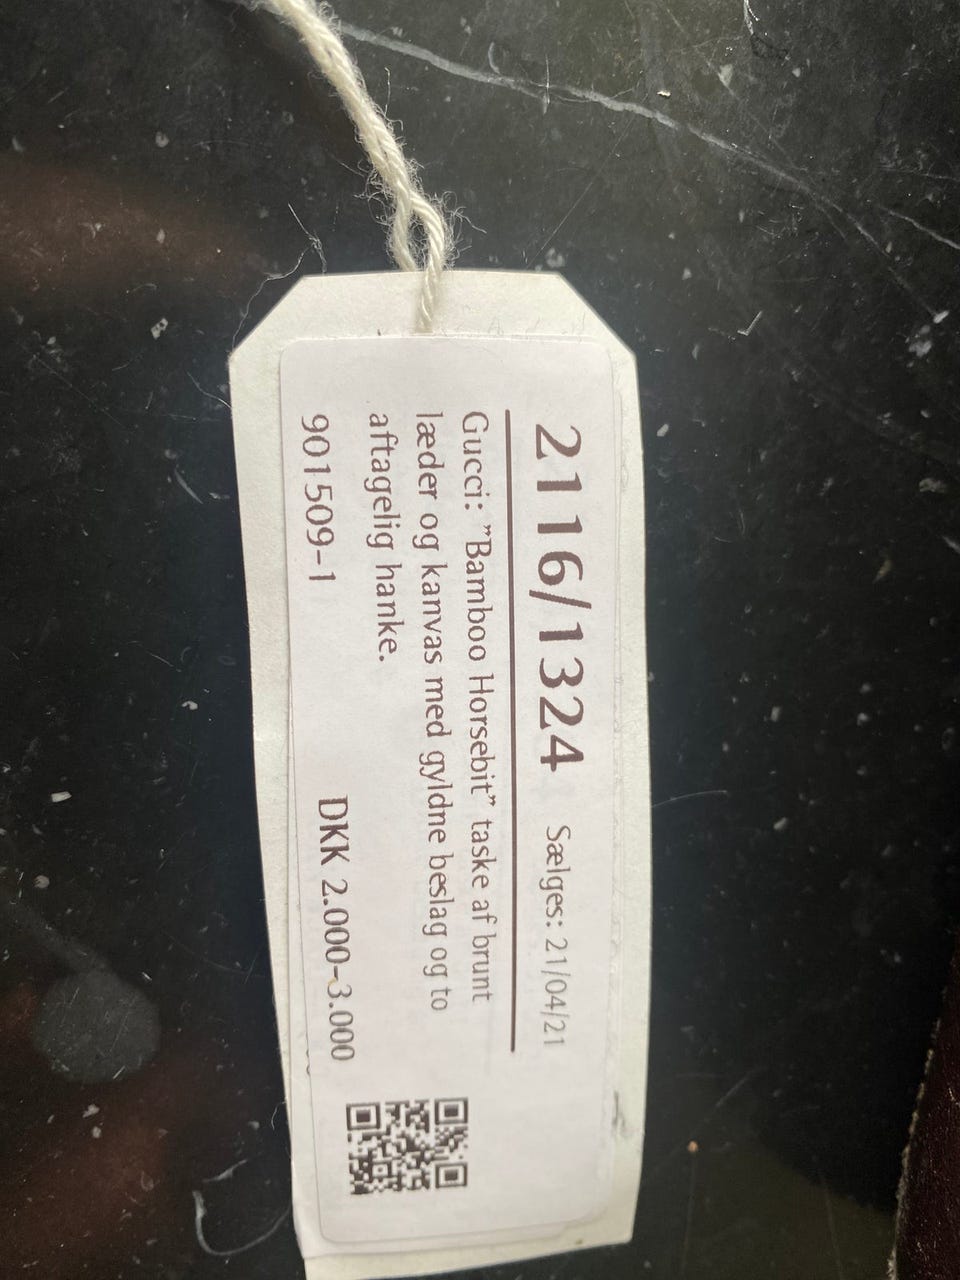 2116/1324 Sælges: 21/04/21
Gucci: ”Bamboo Horsebit” taske af brunt
læder og kanvas med gyldne beslag og to
aftagelig hanke.
901509-1 DKK 2.000-3.000